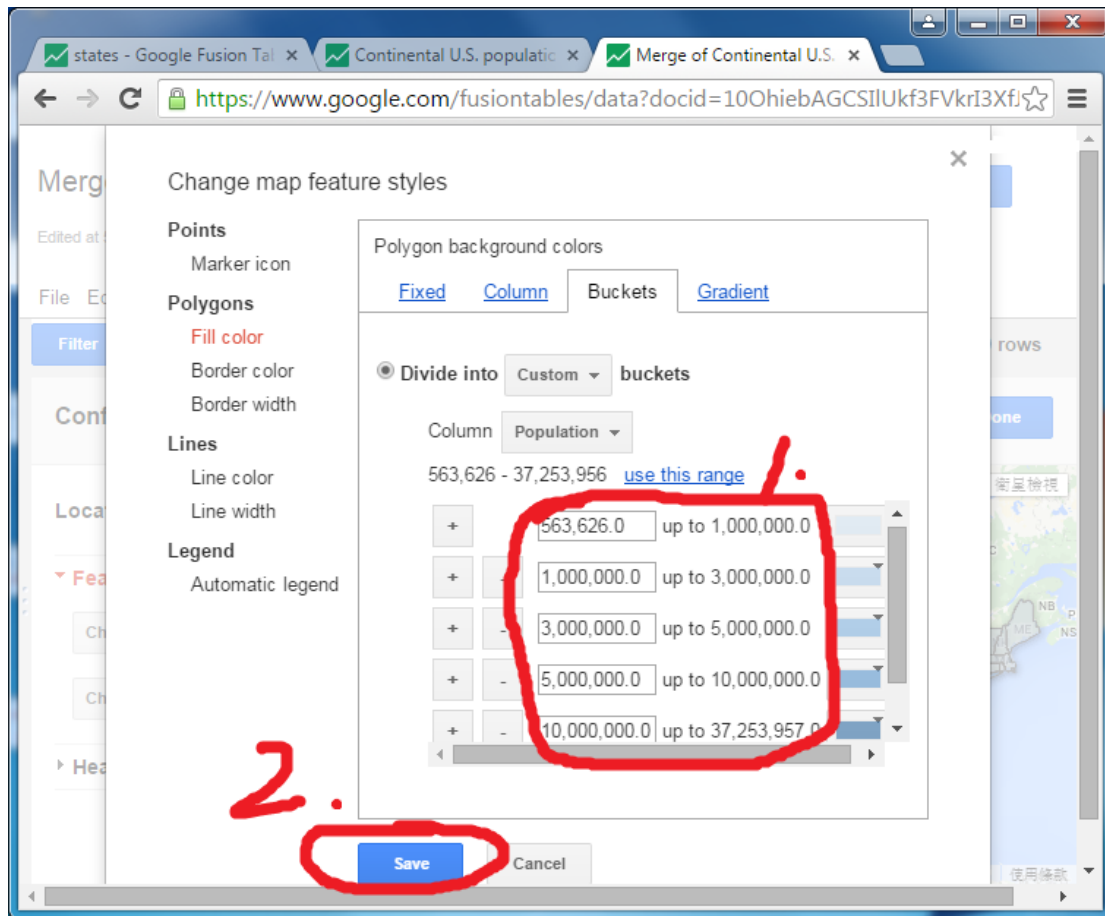 states - Google Fusion Tal
Continental U.S. populatic
Merge of Continental U.S.
https://www.google.com/fusiontables/data?docid=10OhiebAGCSIlUkf3FVkrI3XfJ
Merg
Change map feature styles
Edited at
Points
Marker icon
Polygons
Fill color
Border color
Border width
Lines
Line color
Line width
Legend
Automatic legend
Polygon background colors
Fixed Column Buckets Gradient
Divide into Custom buckets
Column Population
563,626 - 37,253,956 use this range
1.
+ 563,626.0 up to 1,000,000.0
+ - 1,000,000.0 up to 3,000,000.0
+ - 3,000,000.0 up to 5,000,000.0
+ - 5,000,000.0 up to 10,000,000.0
+ - 10,000,000.0 up to 37,253,957.0
2.
Save Cancel
File Ed
Filter
rows
Conf
one
Loca
衛星檢視
Fea
Ch
Ch
Hea
NB
P
ME
NS
使用條款